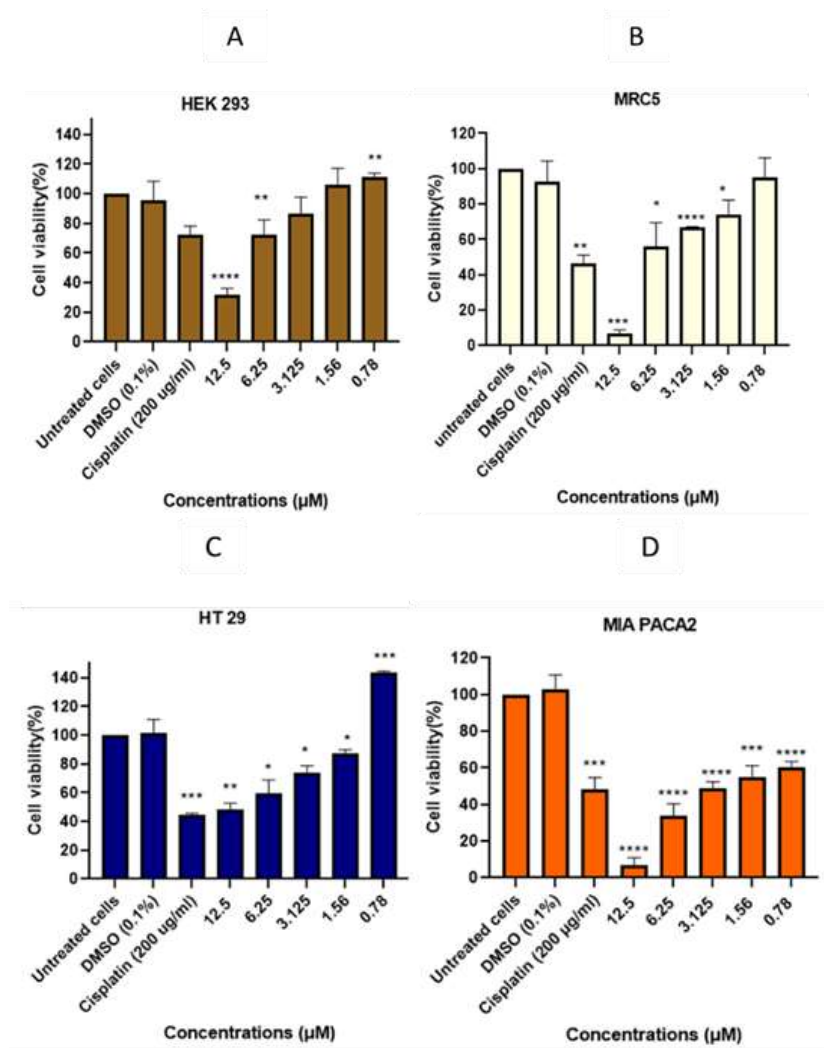 A
HEK 293
Cell viability(%)
140
120
100
80
60
40
20
0
**
****
**
Untreated cells
DMSO (0.1%)
Cisplatin (200 ug/ml)
12.5
6.25
3.125
1.56
0.78
Concentrations (µM)
B
MRC5
Cell viability(%)
120
100
80
60
40
20
0
**
***
*
****
*
untreated cells
DMSO (0.1%)
Cisplatin (200 µg/ml)
12.5
6.25
3.125
1.56
0.78
Concentrations (µM)
C
HT 29
Cell viability(%)
140
120
100
80
60
40
20
0
***
**
*
*
*
***
Untreated cells
DMSO (0.1%)
Cisplatin (200 ug/ml)
12.5
6.25
3.125
1.56
0.78
Concentrations (µM)
D
MIA PACA2
Cell viability(%)
120
100
80
60
40
20
0
***
****
****
****
***
****
Untreated cells
DMSO (0.1%)
Cisplatin (200 µg/ml)
12.5
6.25
3.125
1.56
0.78
Concentrations (µM)